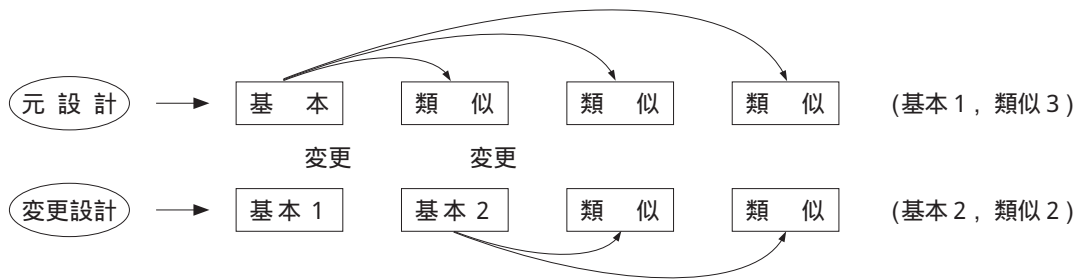 元設計 基本 類似 類似 類似 (基本1，類似3)
変更 変更
変更設計 基本1 基本2 類似 類似 (基本2，類似2)